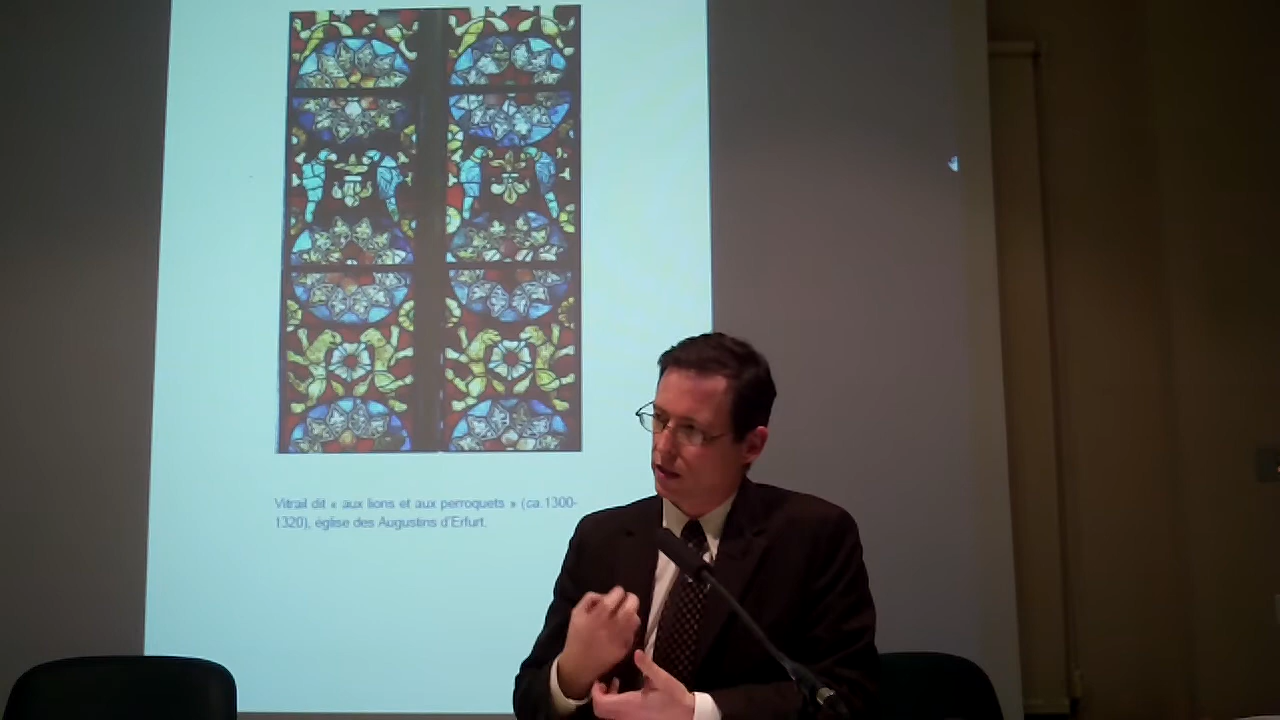 Vitrail dit « aux lions et aux perroquets » (ca.1300-
1320), église des Augustins d'Erfurt.